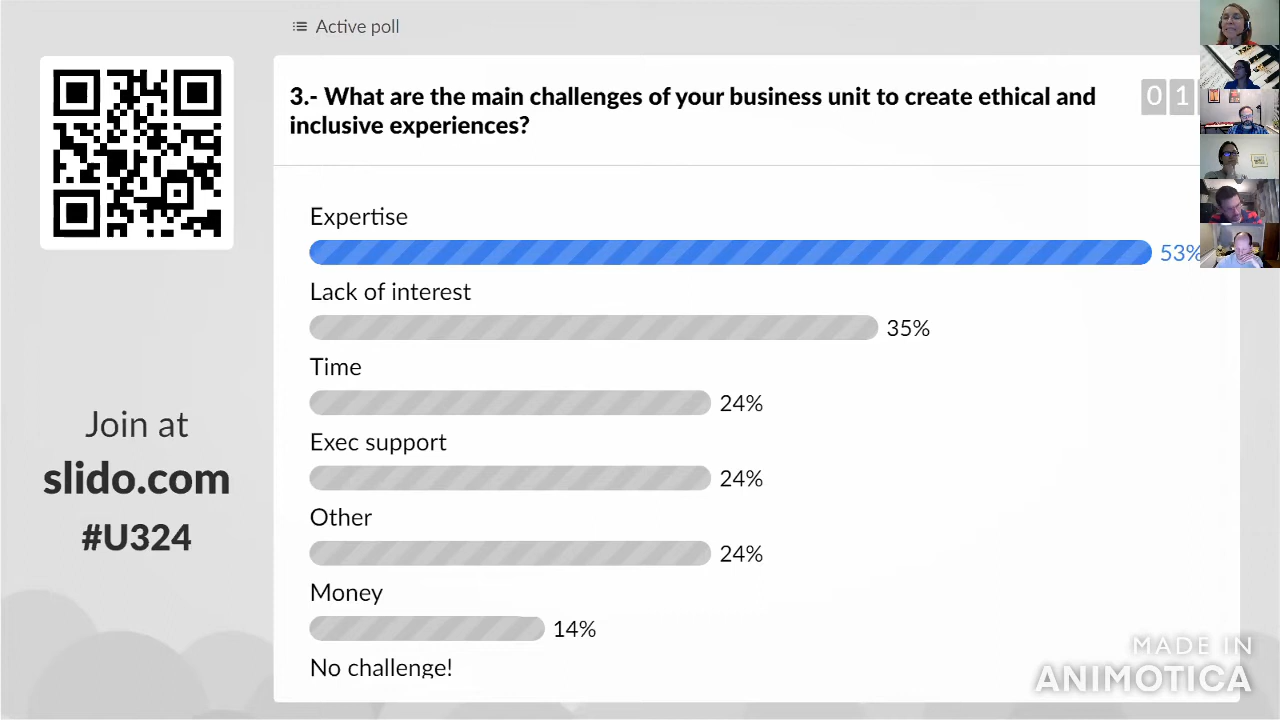 Active poll
3.- What are the main challenges of your business unit to create ethical and
inclusive experiences?
0 1
Expertise
53%
Lack of interest
35%
Time
24%
Exec support
24%
Other
24%
Money
14%
No challenge!
Join at
slido.com
#U324
MADE IN
ANIMOTICA